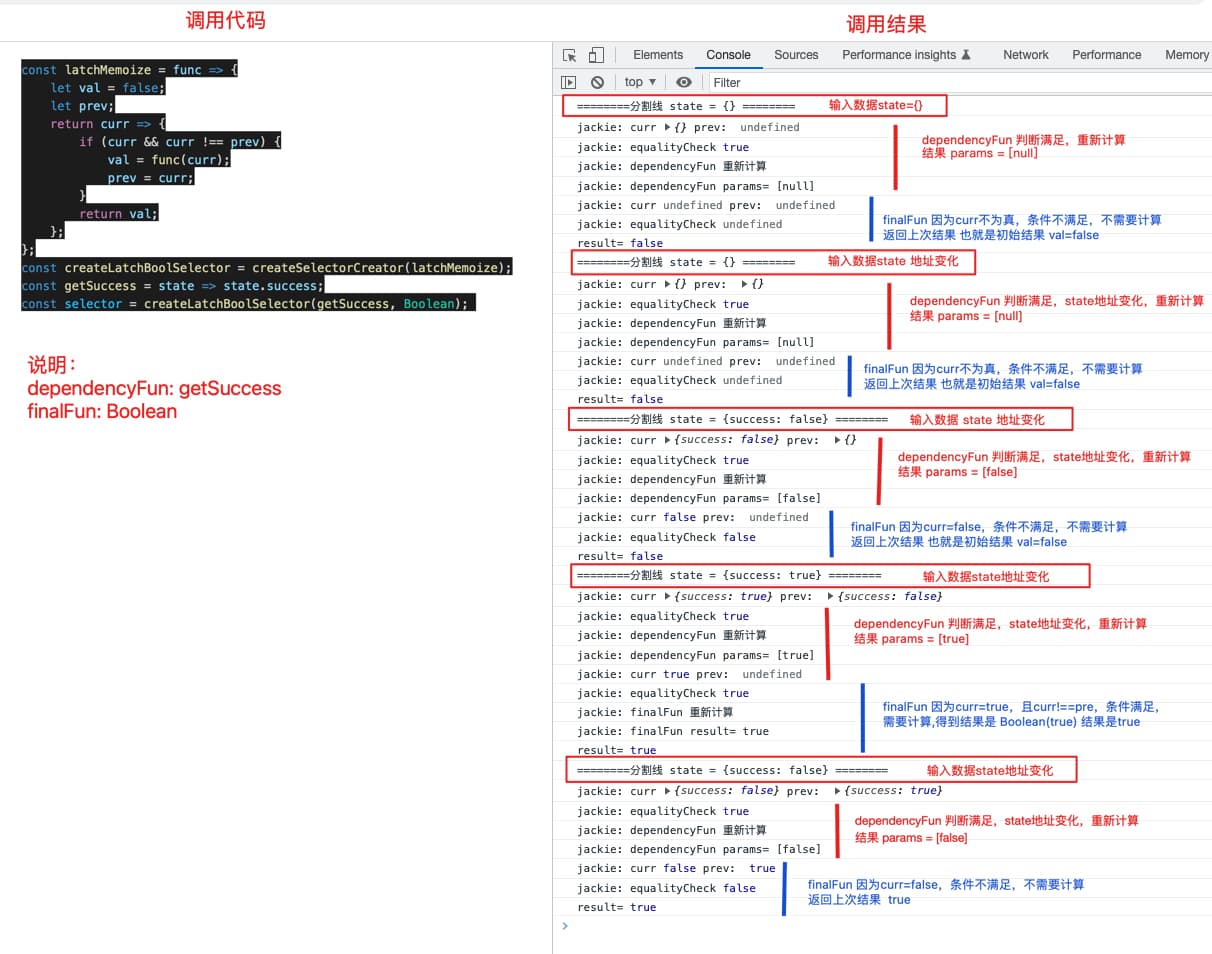 调用代码
const latchMemoize = func => {
let val = false;
let prev;
return curr => {
if (curr && curr !== prev) {
val = func(curr);
prev = curr;
}
return val;
};
};
const createLatchBoolSelector = createSelectorCreator(latchMemoize);
const getSuccess = state => state.success;
const selector = createLatchBoolSelector(getSuccess, Boolean);
说明：
dependencyFun: getSuccess
finalFun: Boolean
调用结果
Elements Console Sources Performance insights Network Performance Memory
top Filter
========分割线 state = {} ======== 输入数据state={}
jackie: curr {} prev: undefined
jackie: equalityCheck true
jackie: dependencyFun 重新计算
jackie: dependencyFun params= [null]
dependencyFun 判断满足，重新计算
结果 params = [null]
jackie: curr undefined prev: undefined
jackie: equalityCheck undefined
result= false
finalFun 因为curr不为真，条件不满足，不需要计算
返回上次结果 也就是初始结果 val=false
========分割线 state = {} ======== 输入数据state 地址变化
jackie: curr {} prev: {}
jackie: equalityCheck true
jackie: dependencyFun 重新计算
jackie: dependencyFun params= [null]
dependencyFun 判断满足，state地址变化，重新计算
结果 params = [null]
jackie: curr undefined prev: undefined
jackie: equalityCheck undefined
result= false
finalFun 因为curr不为真，条件不满足，不需要计算
返回上次结果 也就是初始结果 val=false
========分割线 state = {success: false} ======== 输入数据 state 地址变化
jackie: curr {success: false} prev: {}
jackie: equalityCheck true
jackie: dependencyFun 重新计算
jackie: dependencyFun params= [false]
dependencyFun 判断满足，state地址变化，重新计算
结果 params = [false]
jackie: curr false prev: undefined
jackie: equalityCheck false
result= false
finalFun 因为curr=false，条件不满足，不需要计算
返回上次结果 也就是初始结果 val=false
========分割线 state = {success: true} ======== 输入数据state地址变化
jackie: curr {success: true} prev: {success: false}
jackie: equalityCheck true
jackie: dependencyFun 重新计算
jackie: dependencyFun params= [true]
dependencyFun 判断满足，state地址变化，重新计算
结果 params = [true]
jackie: curr true prev: undefined
jackie: equalityCheck true
jackie: finalFun 重新计算
jackie: finalFun result= true
result= true
finalFun 因为curr=true，且curr!==pre，条件满足，
需要计算,得到结果是 Boolean(true) 结果是true
========分割线 state = {success: false} ======== 输入数据state地址变化
jackie: curr {success: false} prev: {success: true}
jackie: equalityCheck true
jackie: dependencyFun 重新计算
jackie: dependencyFun params= [false]
dependencyFun 判断满足，state地址变化，重新计算
结果 params = [false]
jackie: curr false prev: true
jackie: equalityCheck false
result= true
finalFun 因为curr=false，条件不满足，不需要计算
返回上次结果 true